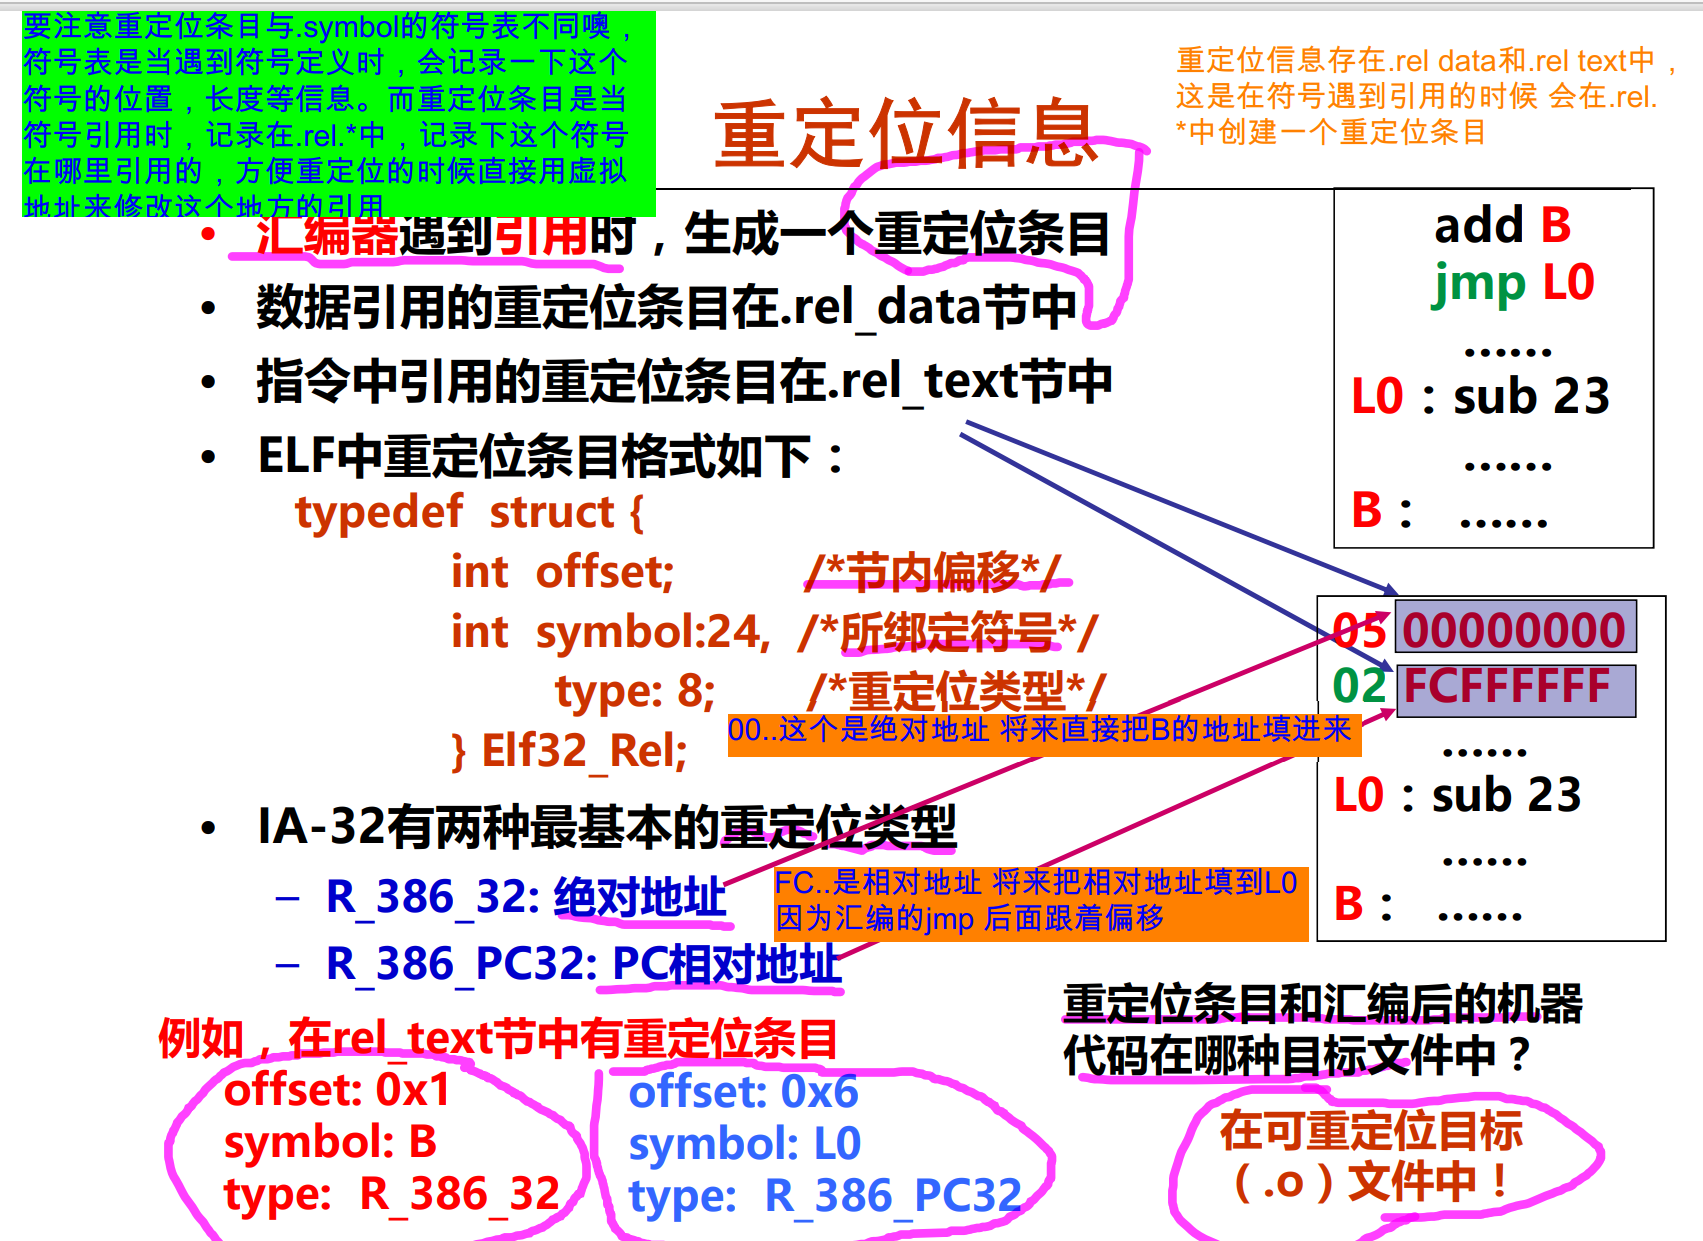 要注意重定位条目与.symbol的符号表不同噢，
符号表是当遇到符号定义时，会记录一下这个
符号的位置，长度等信息。而重定位条目是当
符号引用时，记录在.rel.*中，记录下这个符号
在哪里引用的，方便重定位的时候直接用虚拟
地址来修改这个地方的引用
重定位信息存在.rel data和.rel text中，
这是在符号遇到引用的时候 会在.rel.
*中创建一个重定位条目
重定位信息
• 汇编器遇到引用时，生成一个重定位条目
• 数据引用的重定位条目在.rel_data节中
• 指令中引用的重定位条目在.rel_text节中
• ELF中重定位条目格式如下：
typedef struct {
int offset; /*节内偏移*/
int symbol:24, /*所绑定符号*/
type: 8; /*重定位类型*/
} Elf32_Rel;
00..这个是绝对地址 将来直接把B的地址填进来
• IA-32有两种最基本的重定位类型
– R_386_32: 绝对地址
– R_386_PC32: PC相对地址
FC..是相对地址 将来把相对地址填到L0
因为汇编的jmp 后面跟着偏移
例如，在rel_text节中有重定位条目
offset: 0x1
symbol: B
type: R_386_32
offset: 0x6
symbol: L0
type: R_386_PC32
add B
jmp L0
……
L0：sub 23
……
B： ……
05 00000000
02 FCFFFFFF
……
L0：sub 23
……
B： ……
重定位条目和汇编后的机器
代码在哪种目标文件中？
在可重定位目标
（.o）文件中！